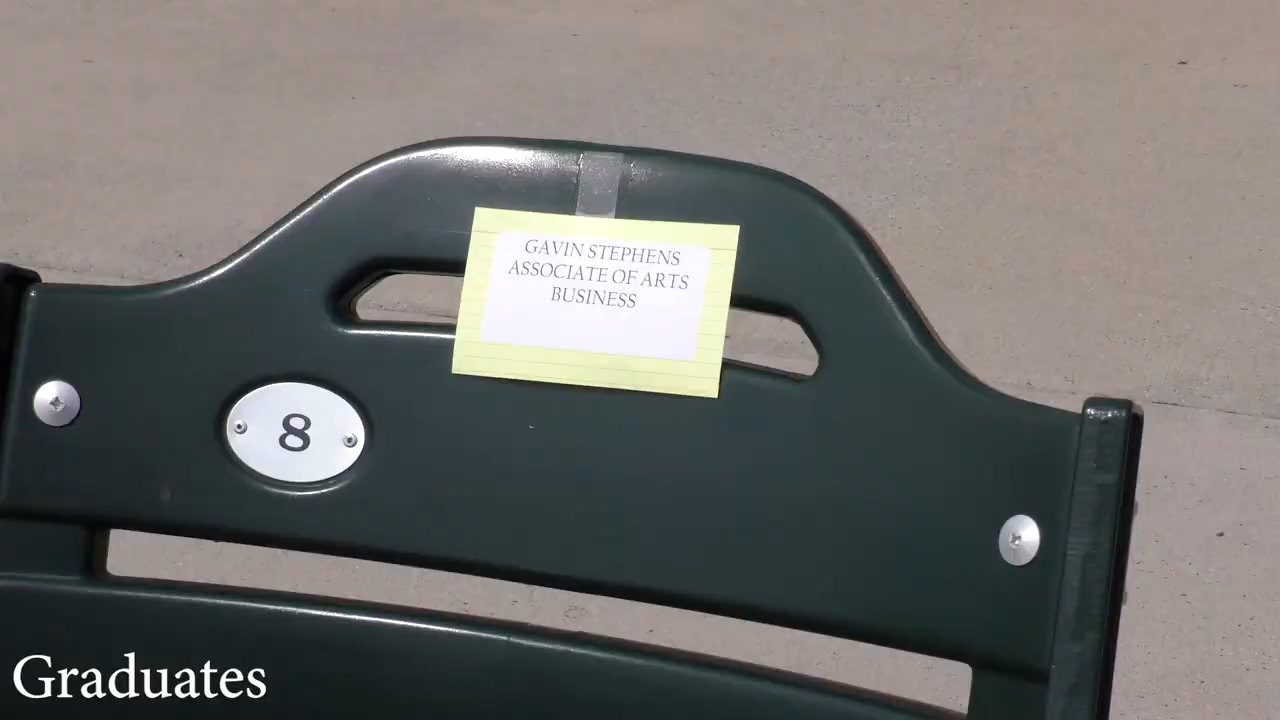 GAVIN STEPHENS
ASSOCIATE OF ARTS
BUSINESS
8
Graduates